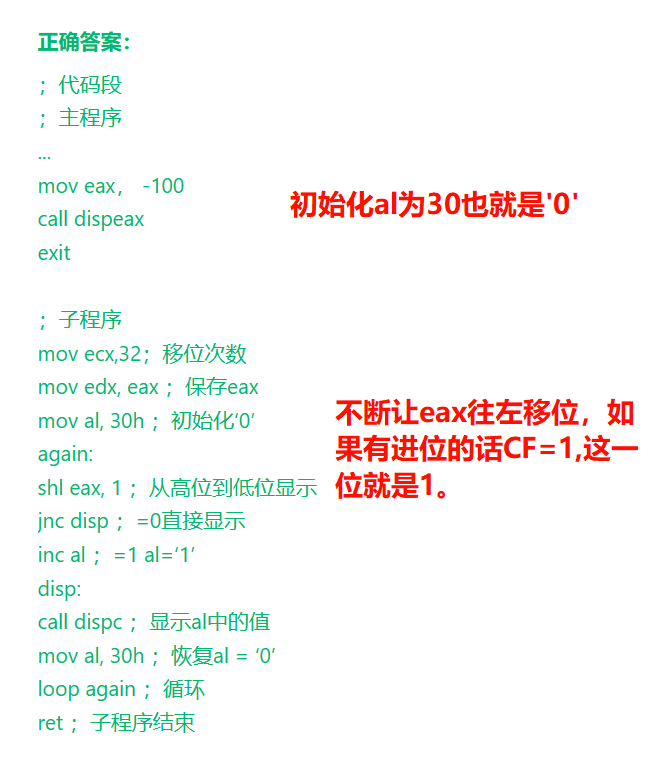 正确答案：
；代码段
；主程序
...
mov eax， -100
call dispeax
exit
初始化al为30也就是'0'
；子程序
mov ecx,32；移位次数
mov edx, eax ；保存eax
mov al, 30h ；初始化‘0’
again:
shl eax, 1 ；从高位到低位显示
jnc disp ；=0直接显示
inc al ；=1 al=‘1’
disp:
call dispc ；显示al中的值
mov al, 30h ；恢复al = ‘0’
loop again ；循环
ret ；子程序结束
不断让eax往左移位，如
果有进位的话CF=1,这一
位就是1。